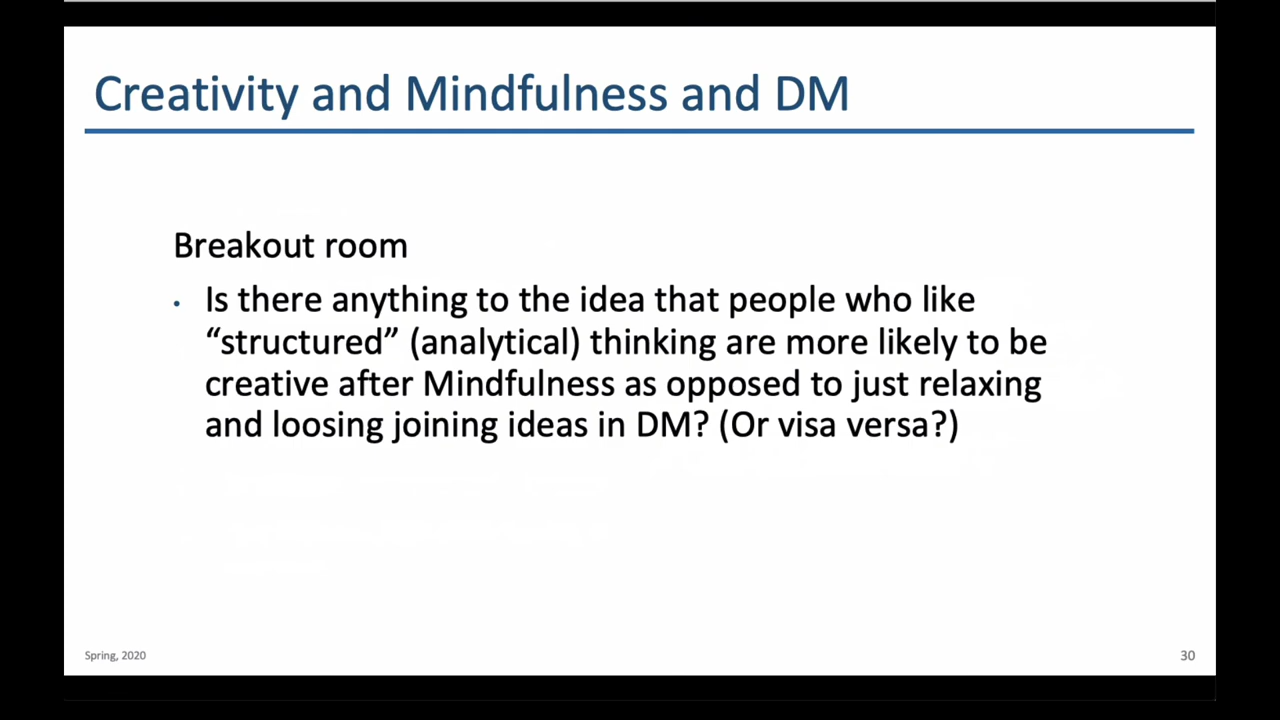 Creativity and Mindfulness and DM
Breakout room
• Is there anything to the idea that people who like
“structured” (analytical) thinking are more likely to be
creative after Mindfulness as opposed to just relaxing
and loosing joining ideas in DM? (Or visa versa?)
Spring, 2020
30